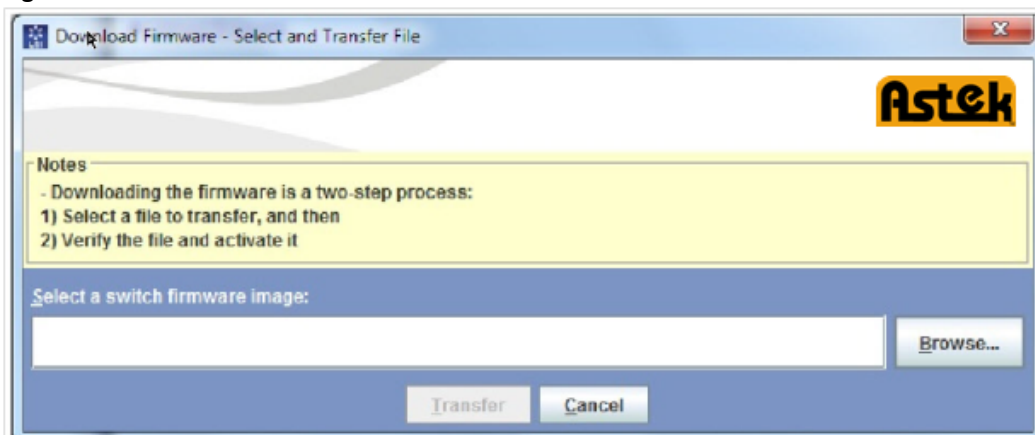 Download Firmware - Select and Transfer File
Astek
Notes
- Downloading the firmware is a two-step process:
1) Select a file to transfer, and then
2) Verify the file and activate it
Select a switch firmware image:
Browse...
Transfer
Cancel